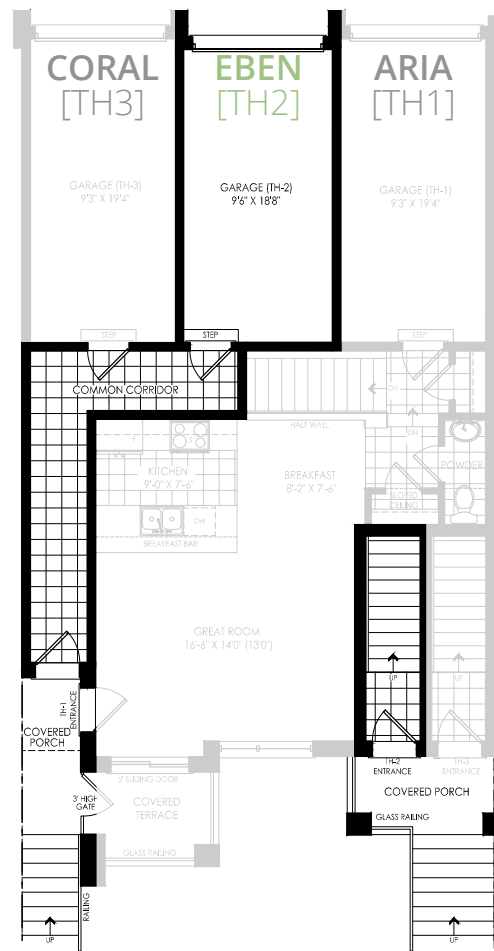 CORAL
[TH3]
EBEN
[TH2]
ARIA
[TH1]
GARAGE (TH-3)
9'3" X 19'4"
GARAGE (TH-2)
9'6" X 18'8"
GARAGE (TH-1)
9'3" X 19'4"
STEP
STEP
STEP
COMMON CORRIDOR
DN
DN
HALF WALL
F
S
KITCHEN
9'-0" X 7'-6"
BREAKFAST
8'-2" X 7'-6"
POWDER
SLOPED
CEILING
DW
BREAKFAST BAR
GREAT ROOM
16'-6" X 14'0" (13'0")
UP
UP
TH-1
ENTRANCE
COVERED
PORCH
TH-2
ENTRANCE
TH-3
ENTRANCE
5' SLIDING DOOR
3' HIGH
GATE
COVERED
TERRACE
COVERED PORCH
GLASS RAILING
GLASS RAILING
RAILING
UP
UP